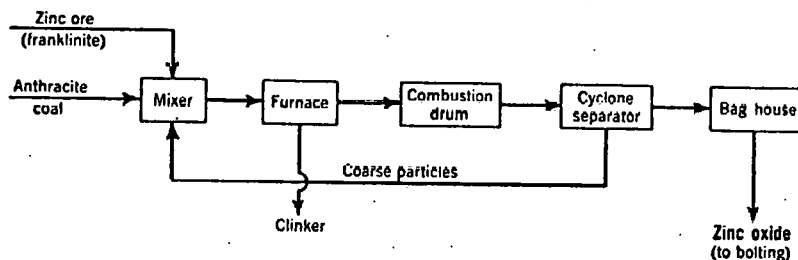 Zinc ore
(franklinite)
Anthracite
coal
Mixer
Furnace
Combustion
drum
Cyclone
separator
Bag house
Coarse particles
Clinker
Zinc oxide
(to bolting)